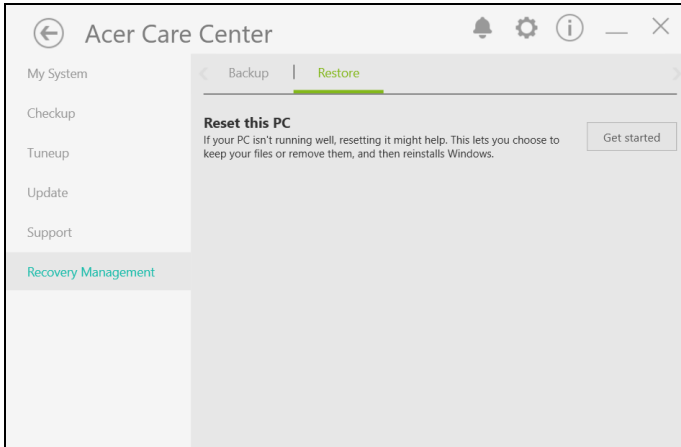 Acer Care Center
My System
Backup
Restore
Checkup
Reset this PC
If your PC isn't running well, resetting it might help. This lets you choose to
keep your files or remove them, and then reinstalls Windows.
Get started
Tuneup
Update
Support
Recovery Management